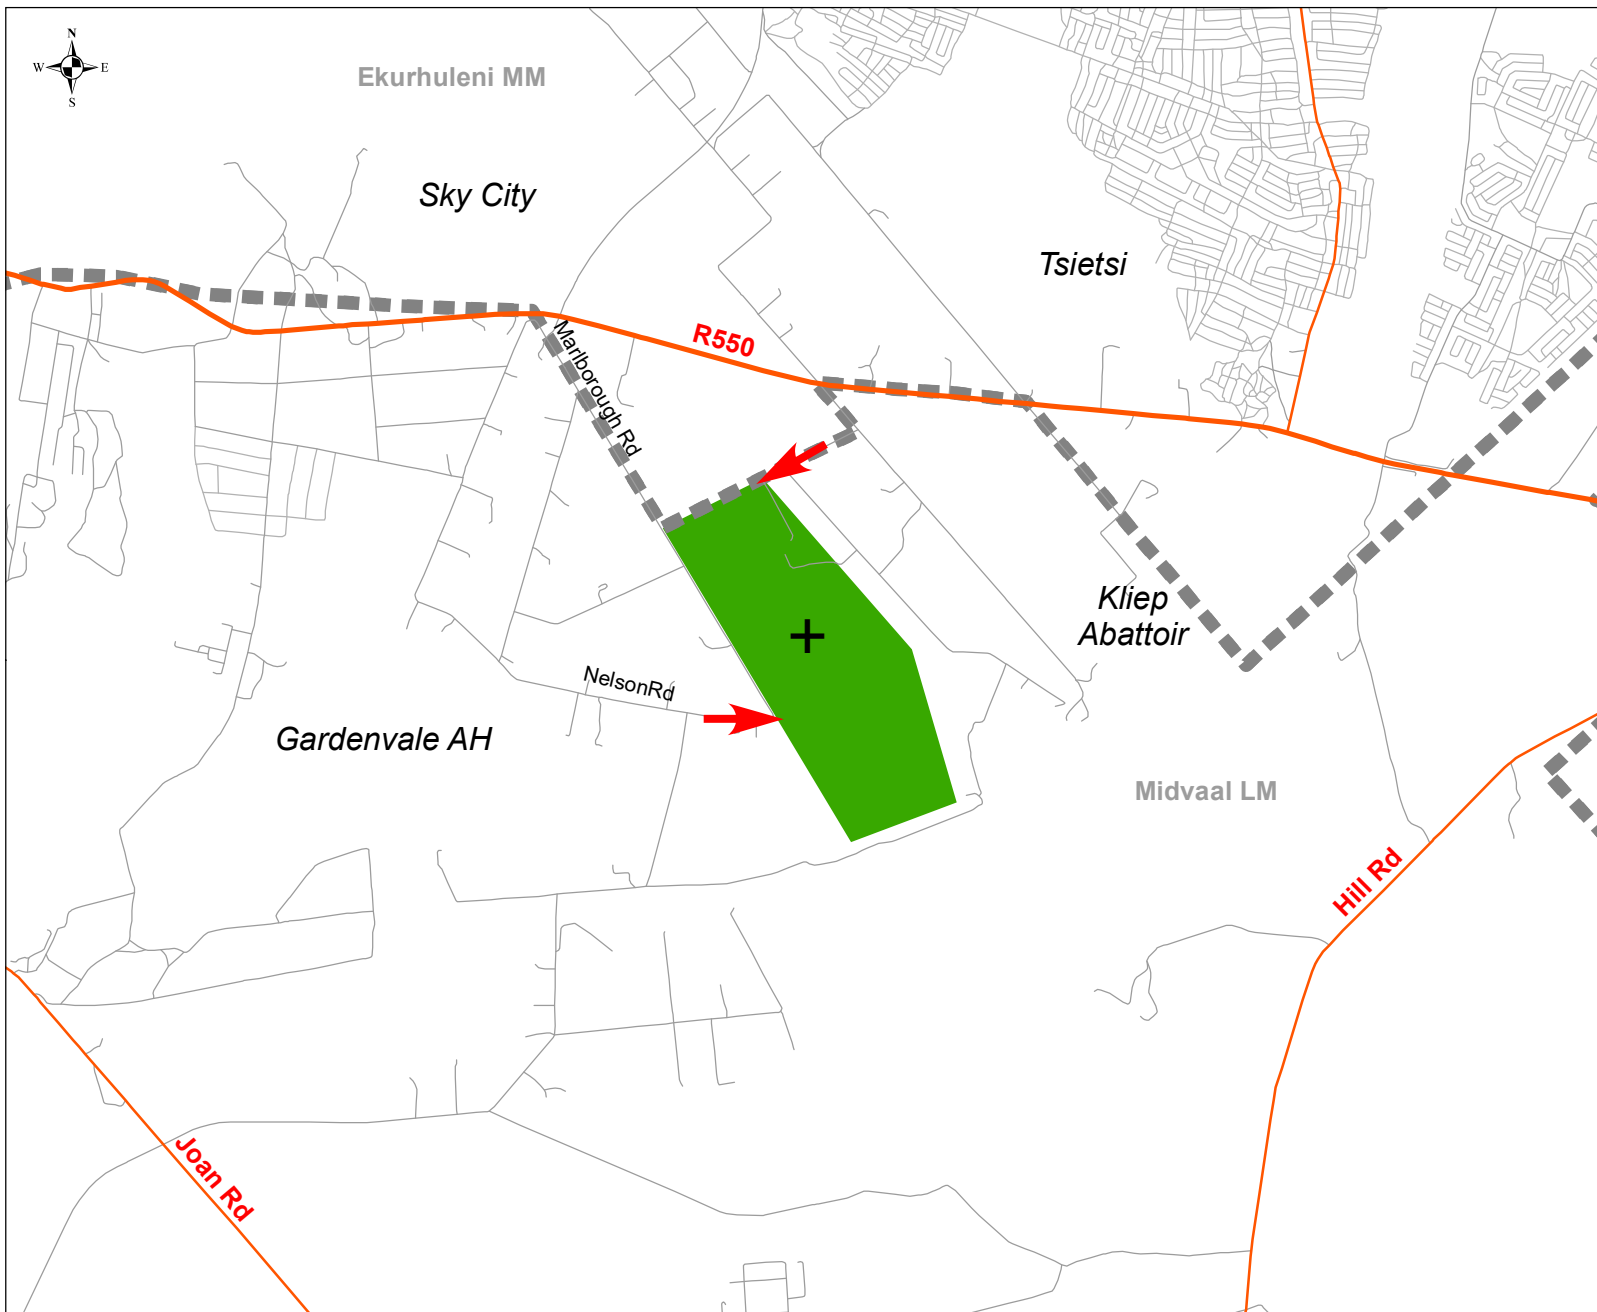 N
W E
S
Ekurhuleni MM
Sky City
Tsietsi
R550
Marlborough Rd
Kliep
Abattoir
NelsonRd
Gardenvale AH
Midvaal LM
Hill Rd
Joan Rd